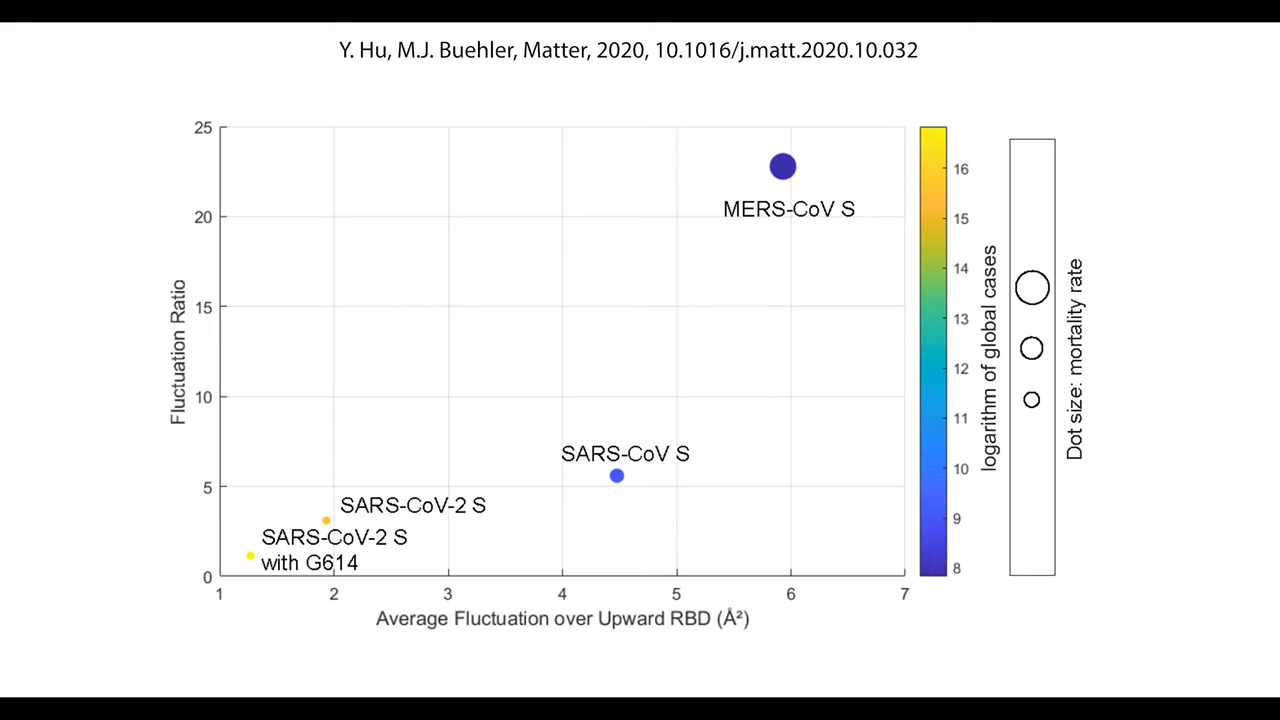 Y. Hu, M.J. Buehler, Matter, 2020, 10.1016/j.matt.2020.10.032
25
20
15
10
5
0
Fluctuation Ratio
MERS-CoV S
SARS-CoV S
SARS-CoV-2 S
SARS-CoV-2 S
with G614
1 2 3 4 5 6 7
Average Fluctuation over Upward RBD (Å²)
16
15
14
13
12
11
10
9
8
logarithm of global cases
Dot size: mortality rate